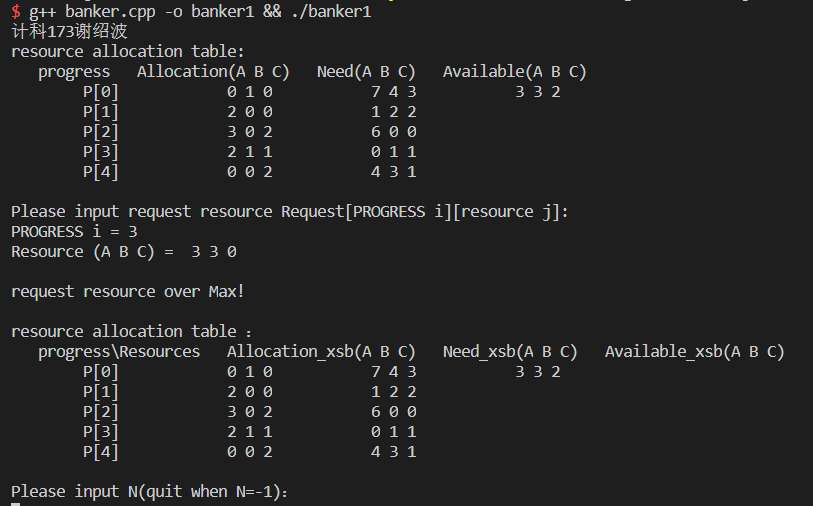 $ g++ banker.cpp -o banker1 && ./banker1
计科173谢绍波
resource allocation table:
progress Allocation(A B C) Need(A B C) Available(A B C)
P[0] 0 1 0 7 4 3 3 3 2
P[1] 2 0 0 1 2 2
P[2] 3 0 2 6 0 0
P[3] 2 1 1 0 1 1
P[4] 0 0 2 4 3 1
Please input request resource Request[PROGRESS i][resource j]:
PROGRESS i = 3
Resource (A B C) = 3 3 0
request resource over Max!
resource allocation table :
progress\Resources Allocation_xsb(A B C) Need_xsb(A B C) Available_xsb(A B C)
P[0] 0 1 0 7 4 3 3 3 2
P[1] 2 0 0 1 2 2
P[2] 3 0 2 6 0 0
P[3] 2 1 1 0 1 1
P[4] 0 0 2 4 3 1
Please input N(quit when N=-1):